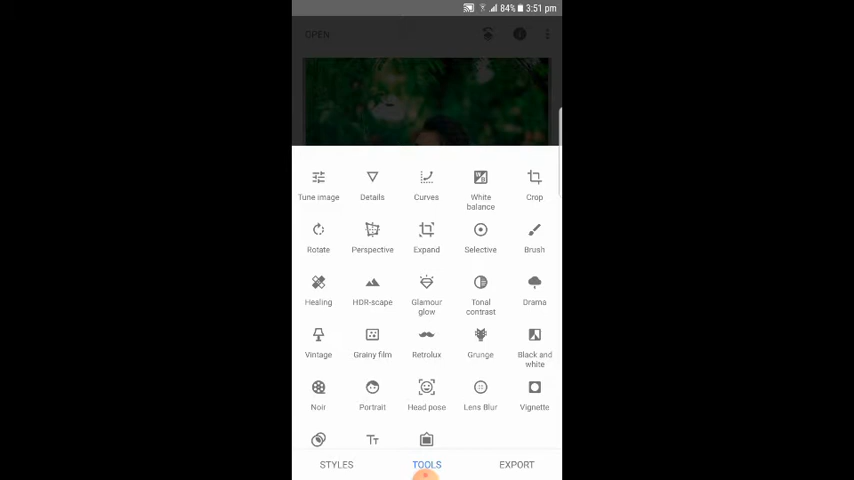 84% 3:51 pm
OPEN
Tune image Details Curves White balance Crop
Rotate Perspective Expand Selective Brush
Healing HDR-scape Glamour glow Tonal contrast Drama
Vintage Grainy film Retrolux Grunge Black and white
Noir Portrait Head pose Lens Blur Vignette
STYLES TOOLS EXPORT